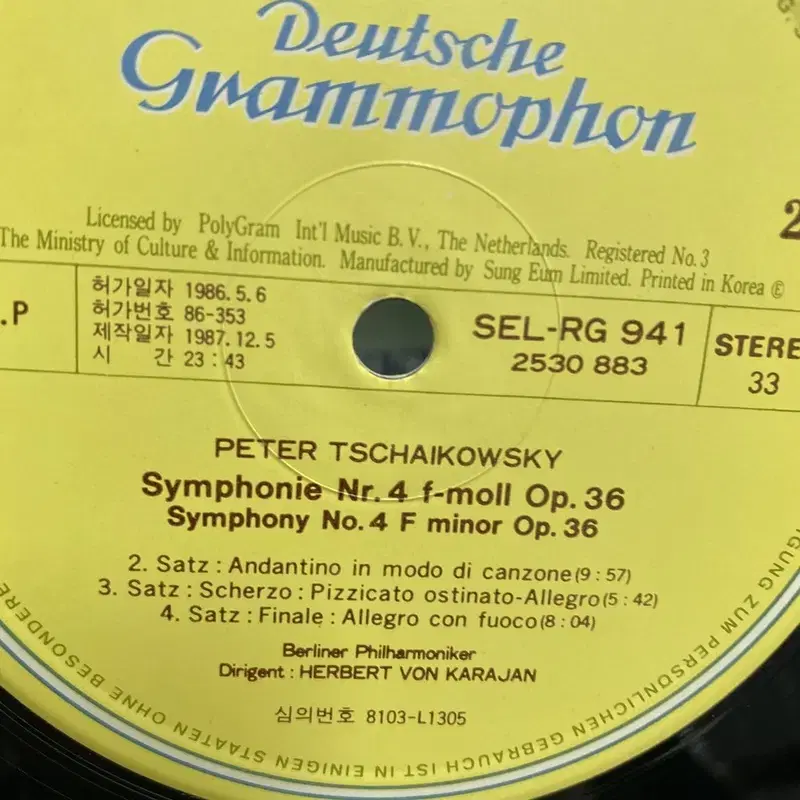 Deutsche
Grammophon
2
Licensed by PolyGram Int'l Music B.V., The Netherlands. Registered No.3
The Ministry of Culture & Information. Manufactured by Sung Eum Limited. Printed in Korea Ⓔ
.P
허가일자 1986.5.6
허가번호 86-353
제작일자 1987.12.5
시 간 23:43
SEL-RG 941
2530 883
STERE
33
PETER TSCHAIKOWSKY
Symphonie Nr.4 f-moll Op.36
Symphony No.4 F minor Op.36
2. Satz : Andantino in modo di canzone(9:57)
3. Satz : Scherzo : Pizzicato ostinato-Allegro(5:42)
4. Satz : Finale : Allegro con fuoco(8:04)
Berliner Philharmoniker
Dirigent : HERBERT VON KARAJAN
심의번호 8103-L1305
GUNG ZUM PERSÖNLICHEN GEBRAUCH IST IN EINIGEN STAATEN OHNE BESONDERE